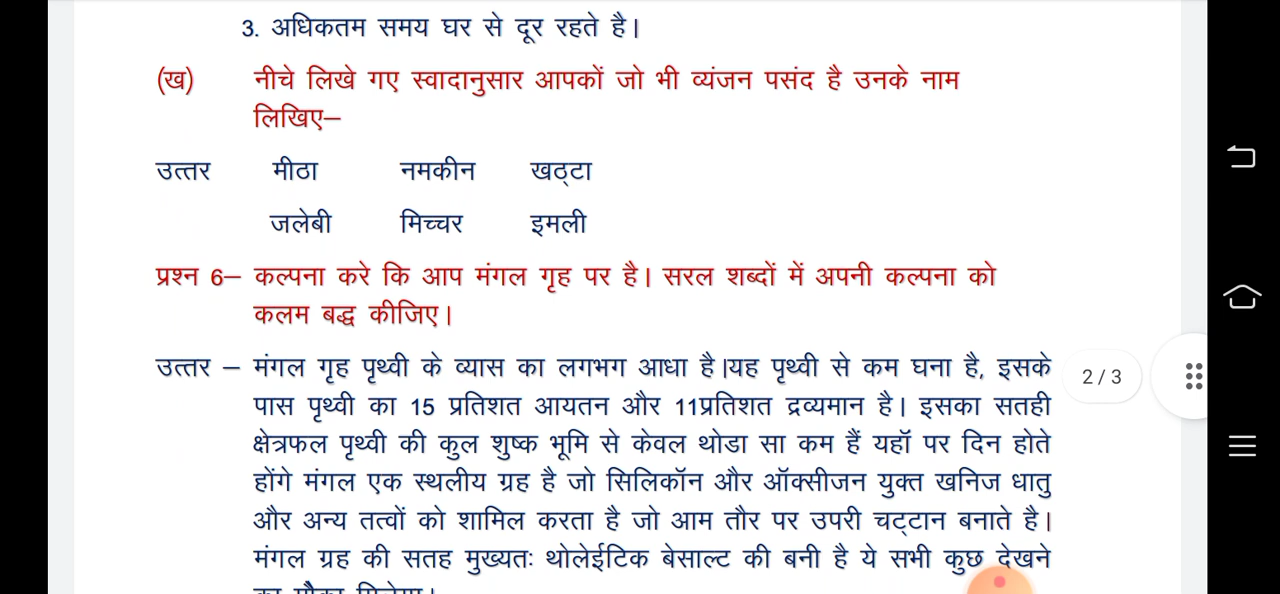 3. अधिकतम समय घर से दूर रहते है।
(ख) नीचे लिखे गए स्वादानुसार आपकों जो भी व्यंजन पसंद है उनके नाम
लिखिए–
उत्तर मीठा नमकीन खठ्टा
जलेबी मिच्चर इमली
प्रश्न 6– कल्पना करे कि आप मंगल गृह पर है। सरल शब्दों में अपनी कल्पना को
कलम बद्ध कीजिए।
उत्तर – मंगल गृह पृथ्वी के व्यास का लगभग आधा है।यह पृथ्वी से कम घना है, इसके
पास पृथ्वी का 15 प्रतिशत आयतन और 11प्रतिशत द्रव्यमान है। इसका सतही
क्षेत्रफल पृथ्वी की कुल शुष्क भूमि से केवल थोडा सा कम हैं यहॉ पर दिन होते
होंगे मंगल एक स्थलीय ग्रह है जो सिलिकॉन और ऑक्सीजन युक्त खनिज धातु
और अन्य तत्वों को शामिल करता है जो आम तौर पर उपरी चट्टान बनाते है।
मंगल ग्रह की सतह मुख्यतः थोलेईटिक बेसाल्ट की बनी है ये सभी कुछ देखने
2/3